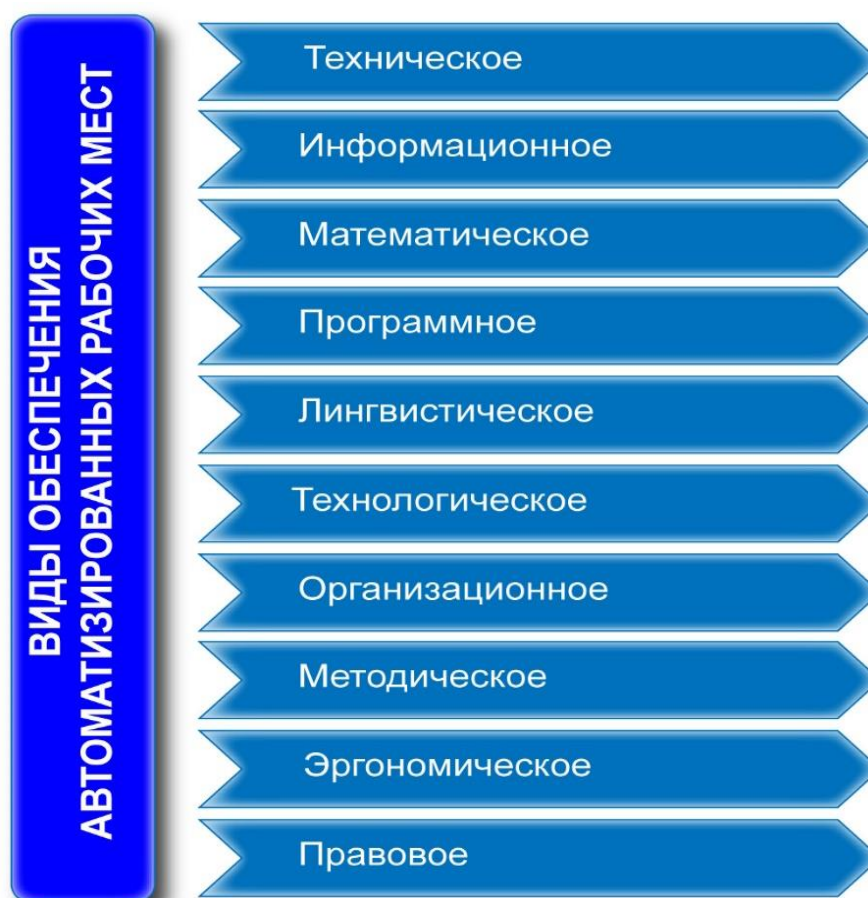 ВИДЫ ОБЕСПЕЧЕНИЯ
АВТОМАТИЗИРОВАННЫХ РАБОЧИХ МЕСТ
Техническое
Информационное
Математическое
Программное
Лингвистическое
Технологическое
Организационное
Методическое
Эргономическое
Правовое